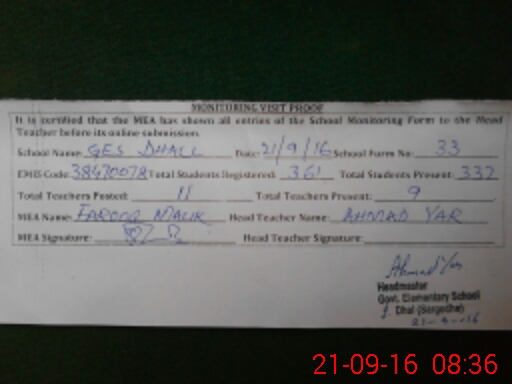 MONITORING VISIT PROOF
It is certified that the MEA has shown all entries of the School Monitoring Form to the Head
Teacher before its online submission.
School Name: GES DHALL Date: 21/9/16 School Form No: 33
EMIS Code: 38470078 Total Students Registered: 361 Total Students Present: 332
Total Teachers Posted: 11 Total Teachers Present: 9
MEA Name: FAROOQ MALIK Head Teacher Name: AHMAD YAR
MEA Signature: Head Teacher Signature:
Ahmad Yar
Headmaster
Govt. Elementary School
Dhal (Sargodha)
21-9-16
21-09-16 08:36